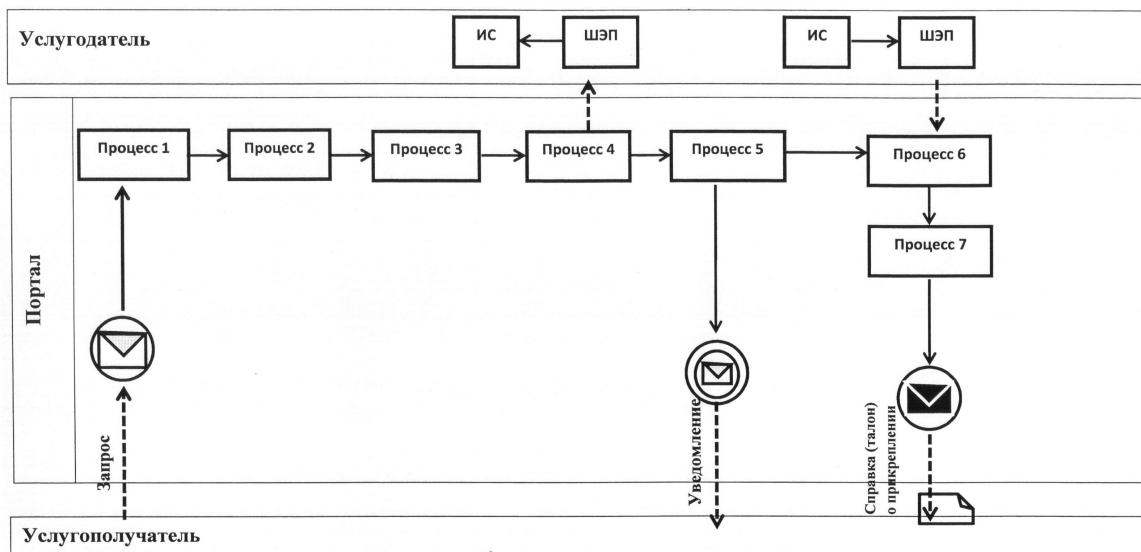 Услугодатель
ИС
ШЭП
ИС
ШЭП
Портал
Процесс 1
Процесс 2
Процесс 3
Процесс 4
Процесс 5
Процесс 6
Процесс 7
Запрос
Уведомление
Справка (талон)
о прикреплении
Услугополучатель